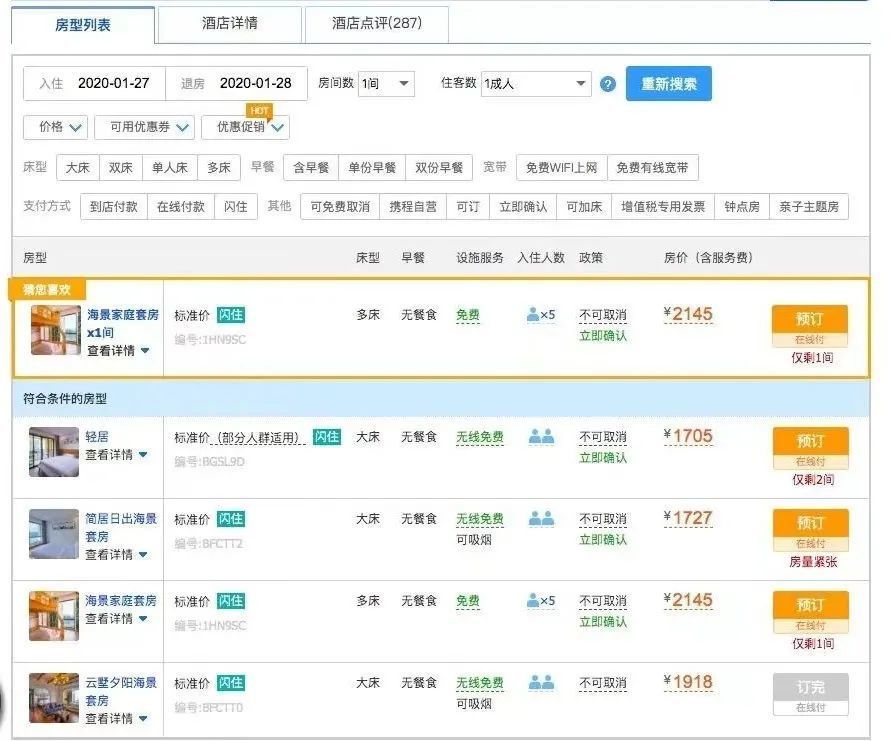 房型列表 酒店详情 酒店点评(287)
入住 2020-01-27 退房 2020-01-28 房间数 1间 住客数 1成人 ? 重新搜索
HOT
价格 可用优惠券 优惠促销
床型 大床 双床 单人床 多床 早餐 含早餐 单份早餐 双份早餐 宽带 免费WIFI上网 免费有线宽带
支付方式 到店付款 在线付款 闪住 其他 可免费取消 携程自营 可订 立即确认 可加床 增值税专用发票 钟点房 亲子主题房
房型 床型 早餐 设施服务 入住人数 政策 房价（含服务费）
猜您喜欢
海景家庭套房 标准价 闪住 多床 无餐食 免费 x5 不可取消 ¥2145 预订
x1间 编号:1HN9SC 立即确认 在线付
查看详情 仅剩1间
符合条件的房型
轻居 标准价（部分人群适用） 闪住 大床 无餐食 无线免费 不可取消 ¥1705 预订
查看详情 编号:BGSL9D 立即确认 在线付
仅剩2间
简居日出海景 标准价 闪住 大床 无餐食 无线免费 不可取消 ¥1727 预订
套房 编号:BFCTT2 可吸烟 立即确认 在线付
查看详情 房量紧张
海景家庭套房 标准价 闪住 多床 无餐食 免费 x5 不可取消 ¥2145 预订
查看详情 编号:1HN9SC 立即确认 在线付
仅剩1间
云墅夕阳海景 标准价 闪住 大床 无餐食 无线免费 不可取消 ¥1918 订完
套房 编号:BFCTT0 可吸烟 在线付
查看详情